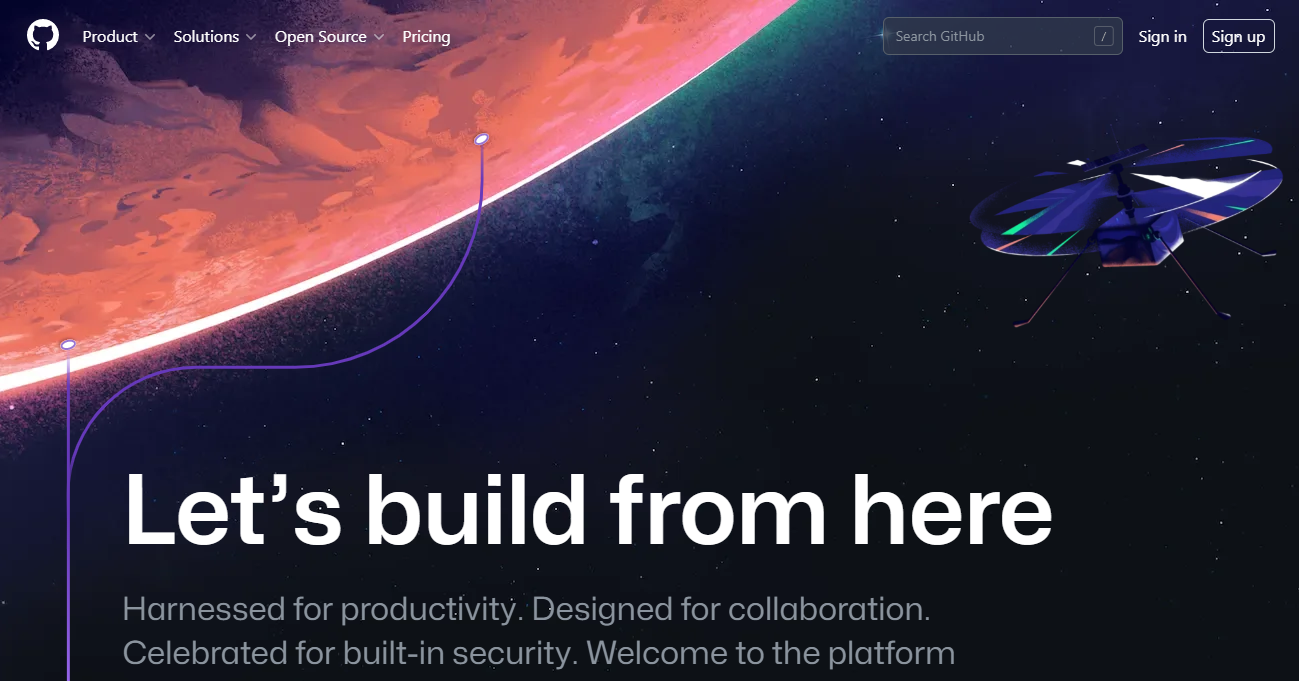 Product Solutions Open Source Pricing Search GitHub / Sign in Sign up
Let’s build from here
Harnessed for productivity. Designed for collaboration.
Celebrated for built-in security. Welcome to the platform